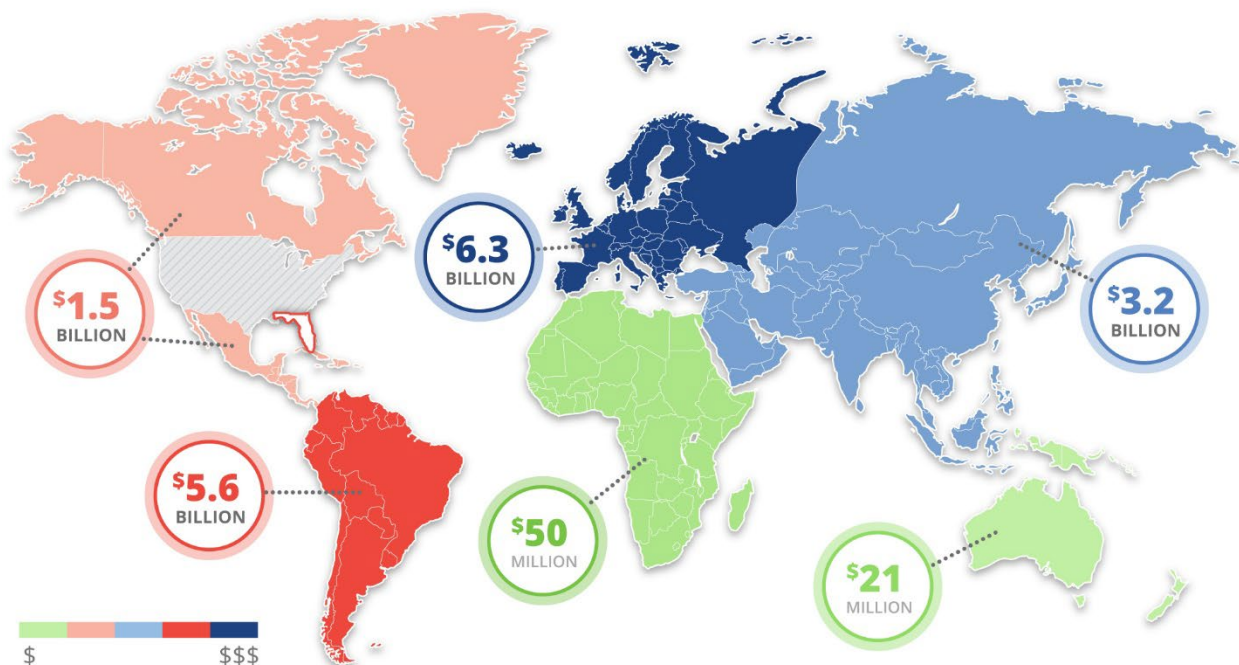 $6.3
BILLION
$1.5
BILLION
$3.2
BILLION
$5.6
BILLION
$50
MILLION
$21
MILLION
$ $$$